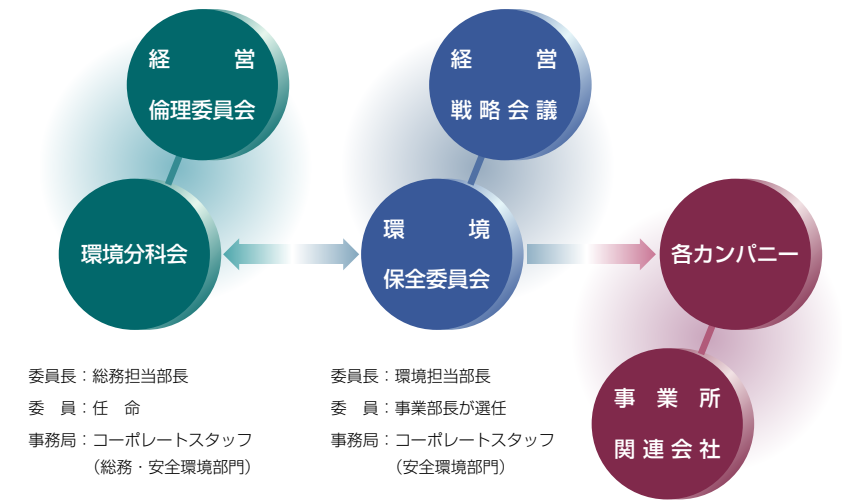 経　営
倫理委員会
経　営
戦略会議
環境分科会
環　境
保全委員会
各カンパニー
委員長：総務担当部長
委　員：任　命
事務局：コーポレートスタッフ
（総務・安全環境部門）
委員長：環境担当部長
委　員：事業部長が選任
事務局：コーポレートスタッフ
（安全環境部門）
事業所
関連会社